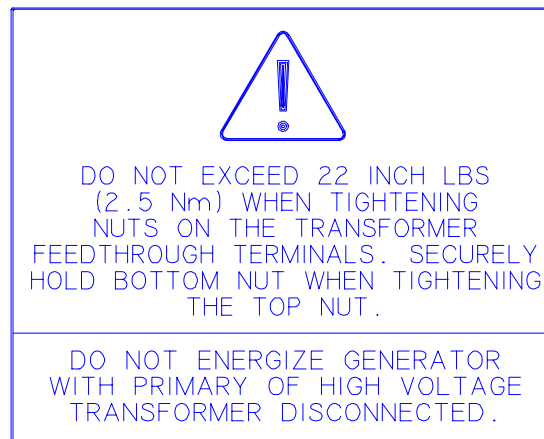 DO NOT EXCEED 22 INCH LBS
(2.5 Nm) WHEN TIGHTENING
NUTS ON THE TRANSFORMER
FEEDTHROUGH TERMINALS. SECURELY
HOLD BOTTOM NUT WHEN TIGHTENING
THE TOP NUT.
DO NOT ENERGIZE GENERATOR
WITH PRIMARY OF HIGH VOLTAGE
TRANSFORMER DISCONNECTED.